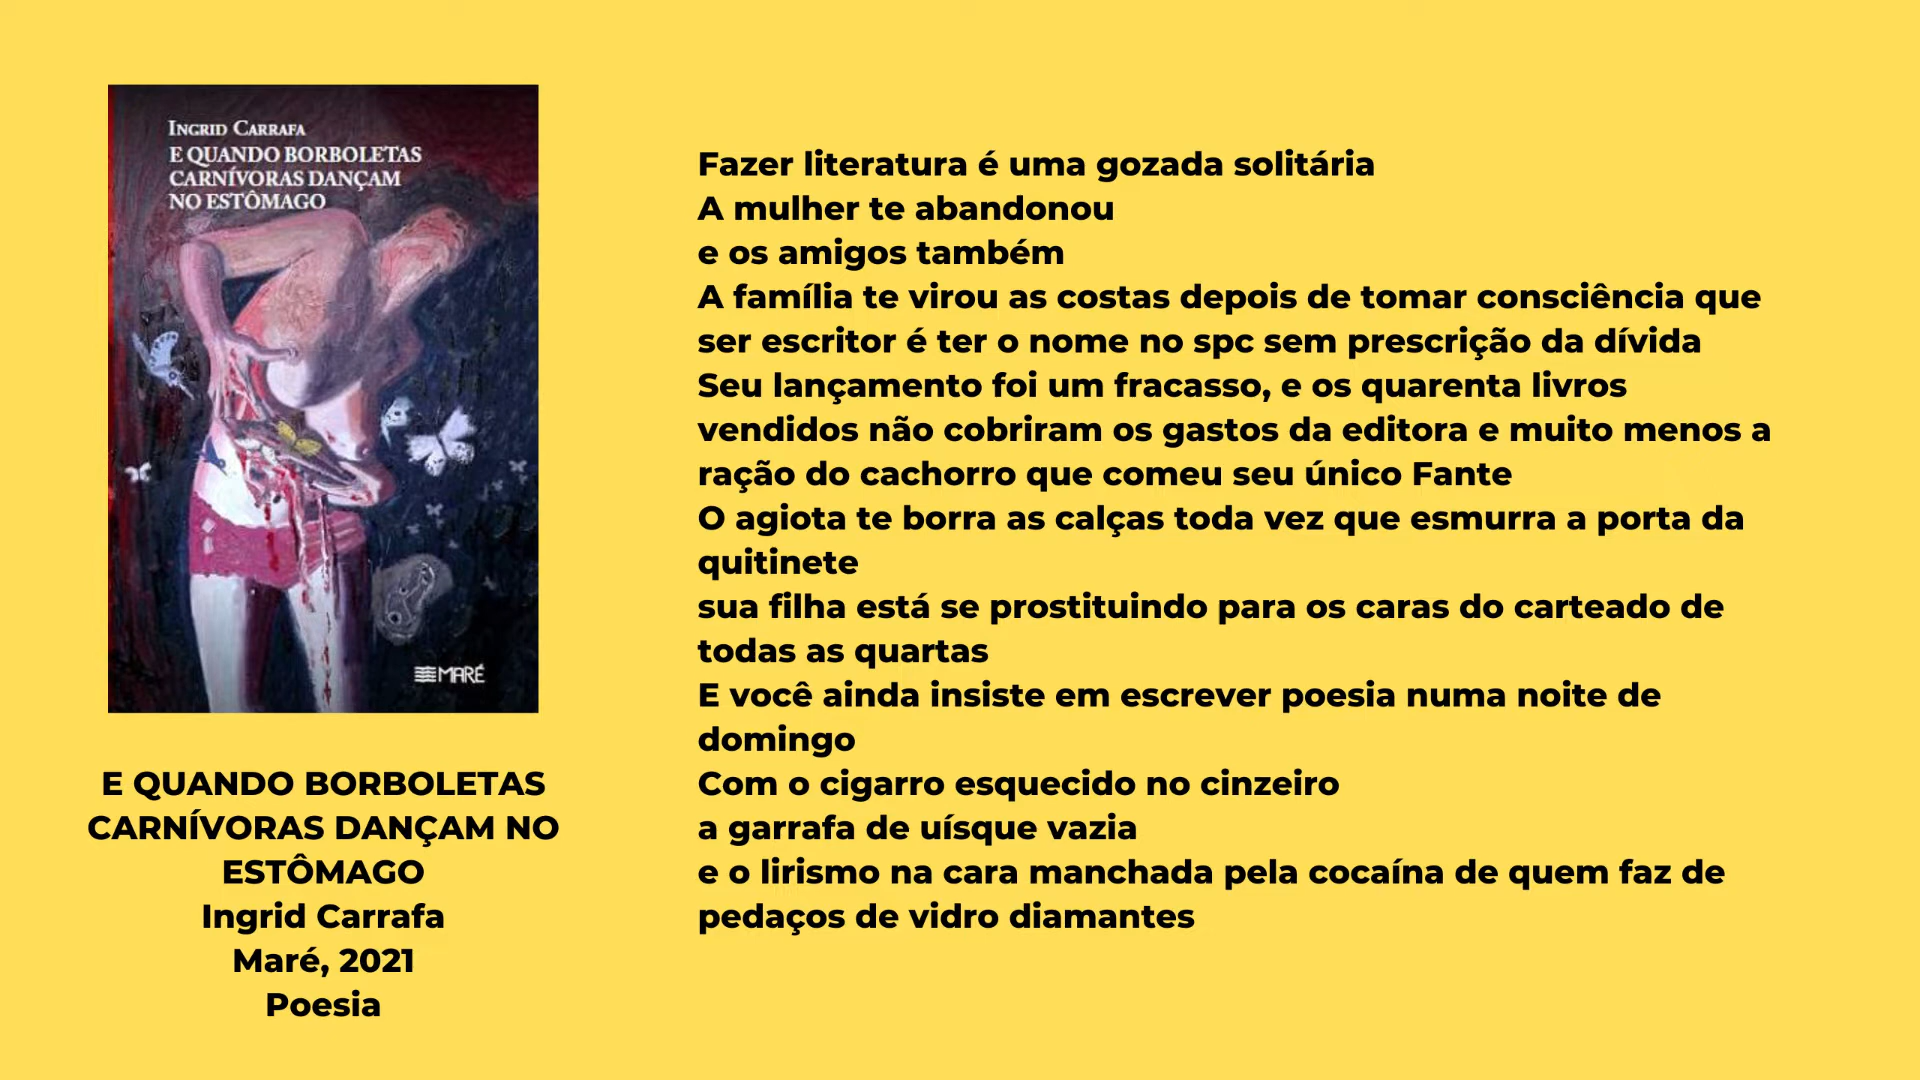 INGRID CARRAFA
E QUANDO BORBOLETAS
CARNÍVORAS DANÇAM
NO ESTÔMAGO
MARÉ
E QUANDO BORBOLETAS
CARNÍVORAS DANÇAM NO
ESTÔMAGO
Ingrid Carrafa
Maré, 2021
Poesia
Fazer literatura é uma gozada solitária
A mulher te abandonou
e os amigos também
A família te virou as costas depois de tomar consciência que
ser escritor é ter o nome no spc sem prescrição da dívida
Seu lançamento foi um fracasso, e os quarenta livros
vendidos não cobriram os gastos da editora e muito menos a
ração do cachorro que comeu seu único Fante
O agiota te borra as calças toda vez que esmurra a porta da
quitinete
sua filha está se prostituindo para os caras do carteado de
todas as quartas
E você ainda insiste em escrever poesia numa noite de
domingo
Com o cigarro esquecido no cinzeiro
a garrafa de uísque vazia
e o lirismo na cara manchada pela cocaína de quem faz de
pedaços de vidro diamantes